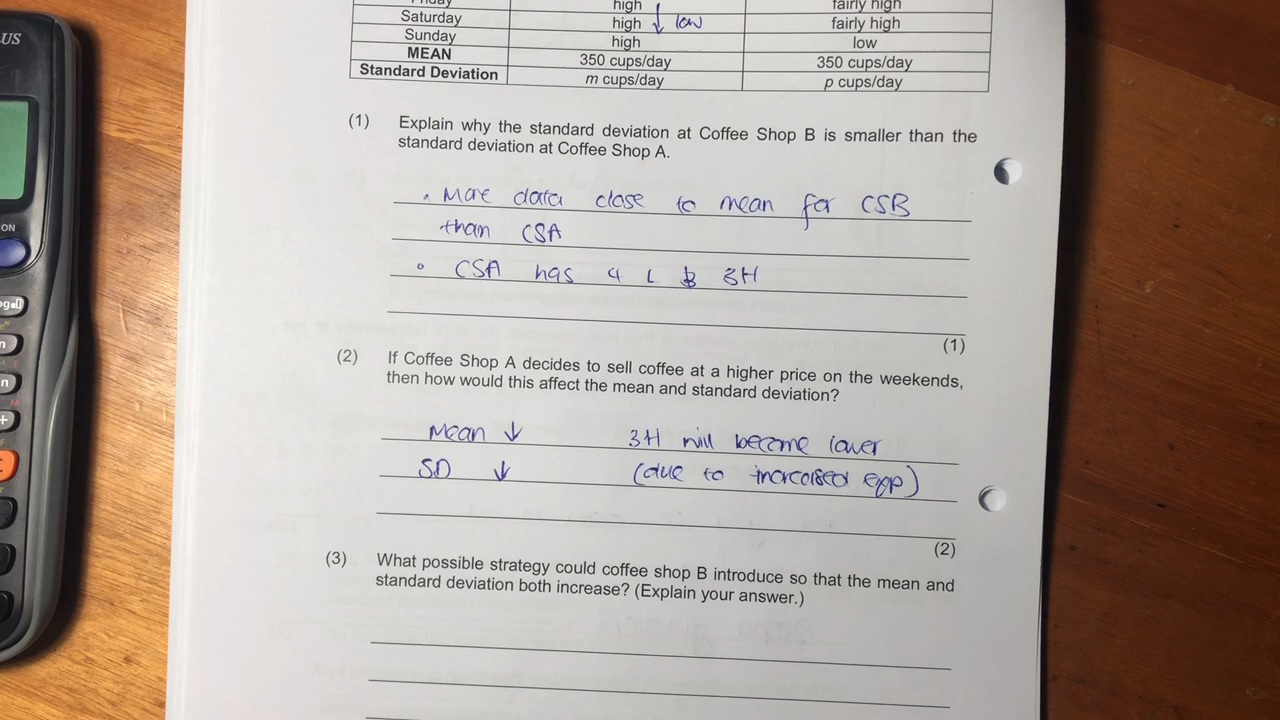 US
high
fairly high
Saturday high low fairly high
Sunday high low
MEAN 350 cups/day 350 cups/day
Standard Deviation m cups/day p cups/day
(1) Explain why the standard deviation at Coffee Shop B is smaller than the
standard deviation at Coffee Shop A.
• More data close to mean for CSB
than CSA
• CSA has 4 L & 3H
(1)
(2) If Coffee Shop A decides to sell coffee at a higher price on the weekends,
then how would this affect the mean and standard deviation?
Mean ↓ 3H will become lower
SD ↓ (due to
(2)
(3) What possible strategy could coffee shop B introduce so that the mean and
standard deviation both increase? (Explain your answer.)
ON